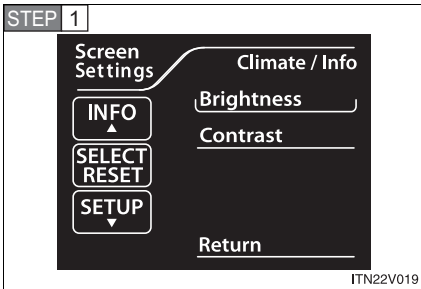 STEP 1
Screen
Settings
Climate / Info
INFO
▲
SELECT
RESET
SETUP
▼
Brightness
Contrast
Return
ITN22V019